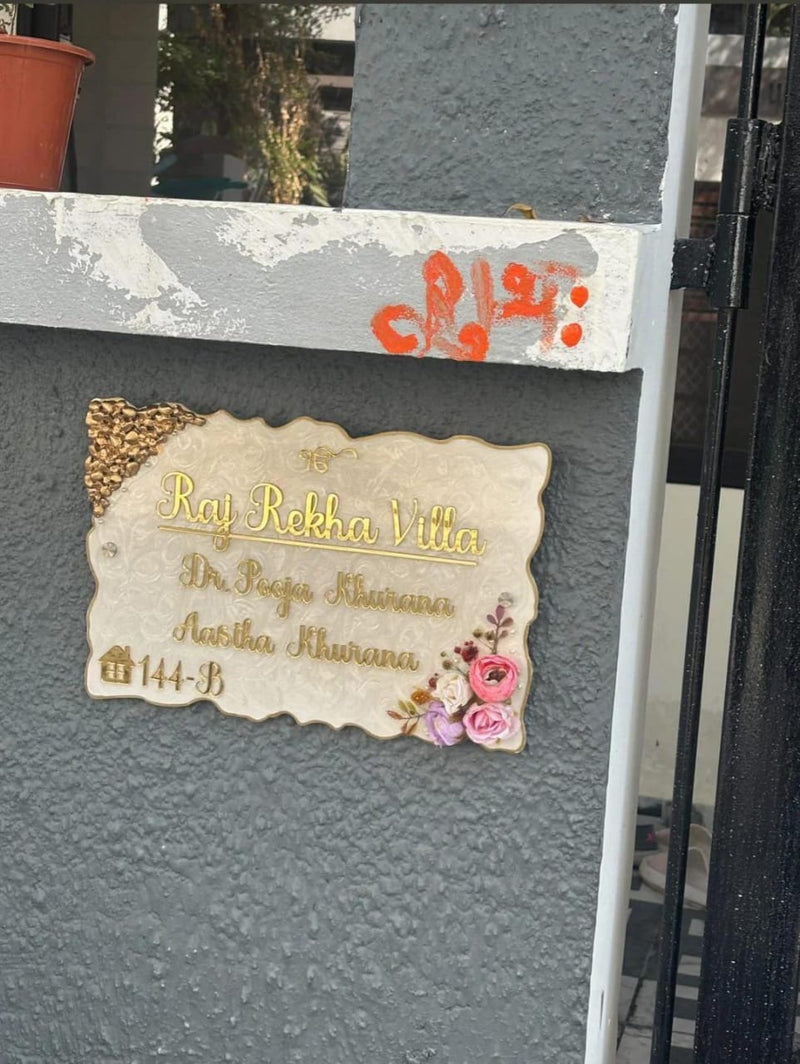 शुभः
ੴ
Raj Rekha Villa
Dr. Pooja Khurana
Aastha Khurana
144-B